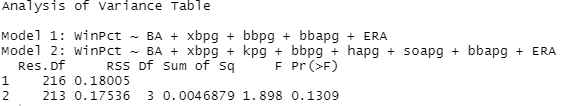 Analysis of Variance Table
Model 1: WinPct ~ BA + xbpg + bbpg + bbapg + ERA
Model 2: WinPct ~ BA + xbpg + kpg + bbpg + hapg + soapg + bbapg + ERA
Res.Df RSS Df Sum of Sq F Pr(>F)
1 216 0.18005
2 213 0.17536 3 0.0046879 1.898 0.1309